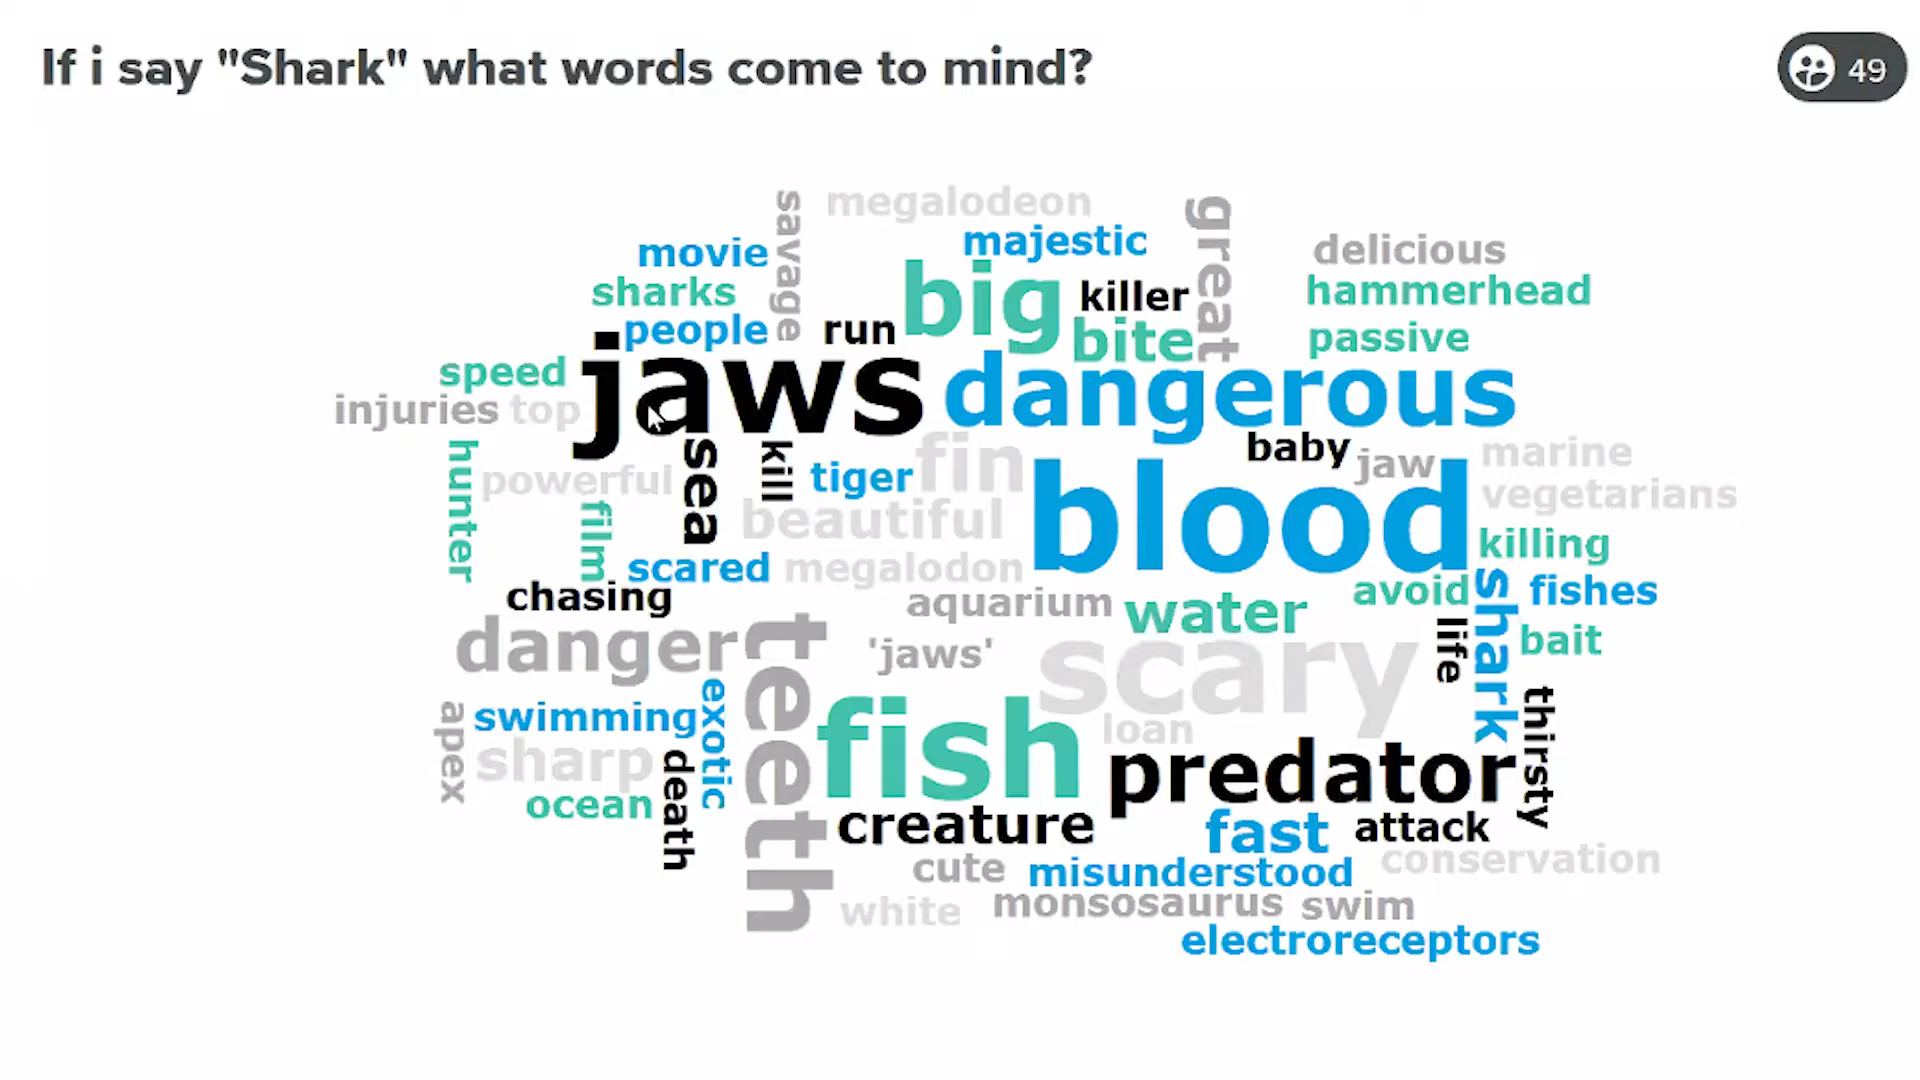 If i say "Shark" what words come to mind?
49
savage
megalodeon
great
movie
majestic
delicious
sharks
big
killer
hammerhead
people
run
bite
passive
speed
jaws
dangerous
injuries
top
hunter
powerful
sea
kill
tiger
fin
baby
jaw
marine
vegetarians
film
beautiful
blood
killing
scared
megalodon
chasing
aquarium
water
avoid
shark
fishes
danger
teeth
'jaws'
scary
life
bait
apex
swimming
exotic
fish
loan
thirsty
sharp
death
predator
ocean
creature
fast
attack
cute
misunderstood
conservation
white
monsosaurus
swim
electroreceptors